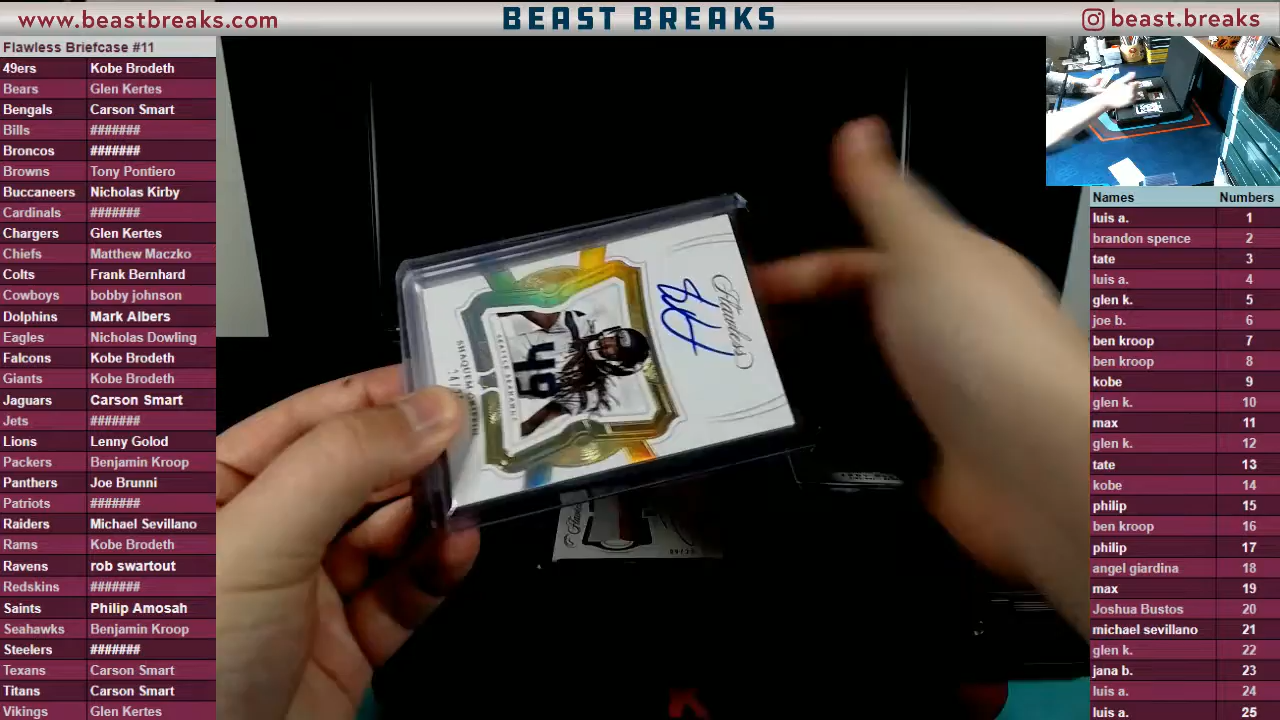 www.beastbreaks.com
BEAST BREAKS
beast.breaks
Flawless Briefcase #11
49ers Kobe Brodeth
Bears Glen Kertes
Bengals Carson Smart
Bills #######
Broncos #######
Browns Tony Pontiero
Buccaneers Nicholas Kirby
Cardinals #######
Chargers Glen Kertes
Chiefs Matthew Maczko
Colts Frank Bernhard
Cowboys bobby johnson
Dolphins Mark Albers
Eagles Nicholas Dowling
Falcons Kobe Brodeth
Giants Kobe Brodeth
Jaguars Carson Smart
Jets #######
Lions Lenny Golod
Packers Benjamin Kroop
Panthers Joe Brunni
Patriots #######
Raiders Michael Sevillano
Rams Kobe Brodeth
Ravens rob swartout
Redskins #######
Saints Philip Amosah
Seahawks Benjamin Kroop
Steelers #######
Texans Carson Smart
Titans Carson Smart
Vikings Glen Kertes
Flawless
SEATTLE SEAHAWKS
SHAQUEM GRIFFIN
49
Names Numbers
luis a. 1
brandon spence 2
tate 3
luis a. 4
glen k. 5
joe b. 6
ben kroop 7
ben kroop 8
kobe 9
glen k. 10
max 11
glen k. 12
tate 13
kobe 14
philip 15
ben kroop 16
philip 17
angel giardina 18
max 19
Joshua Bustos 20
michael sevillano 21
glen k. 22
jana b. 23
luis a. 24
luis a. 25